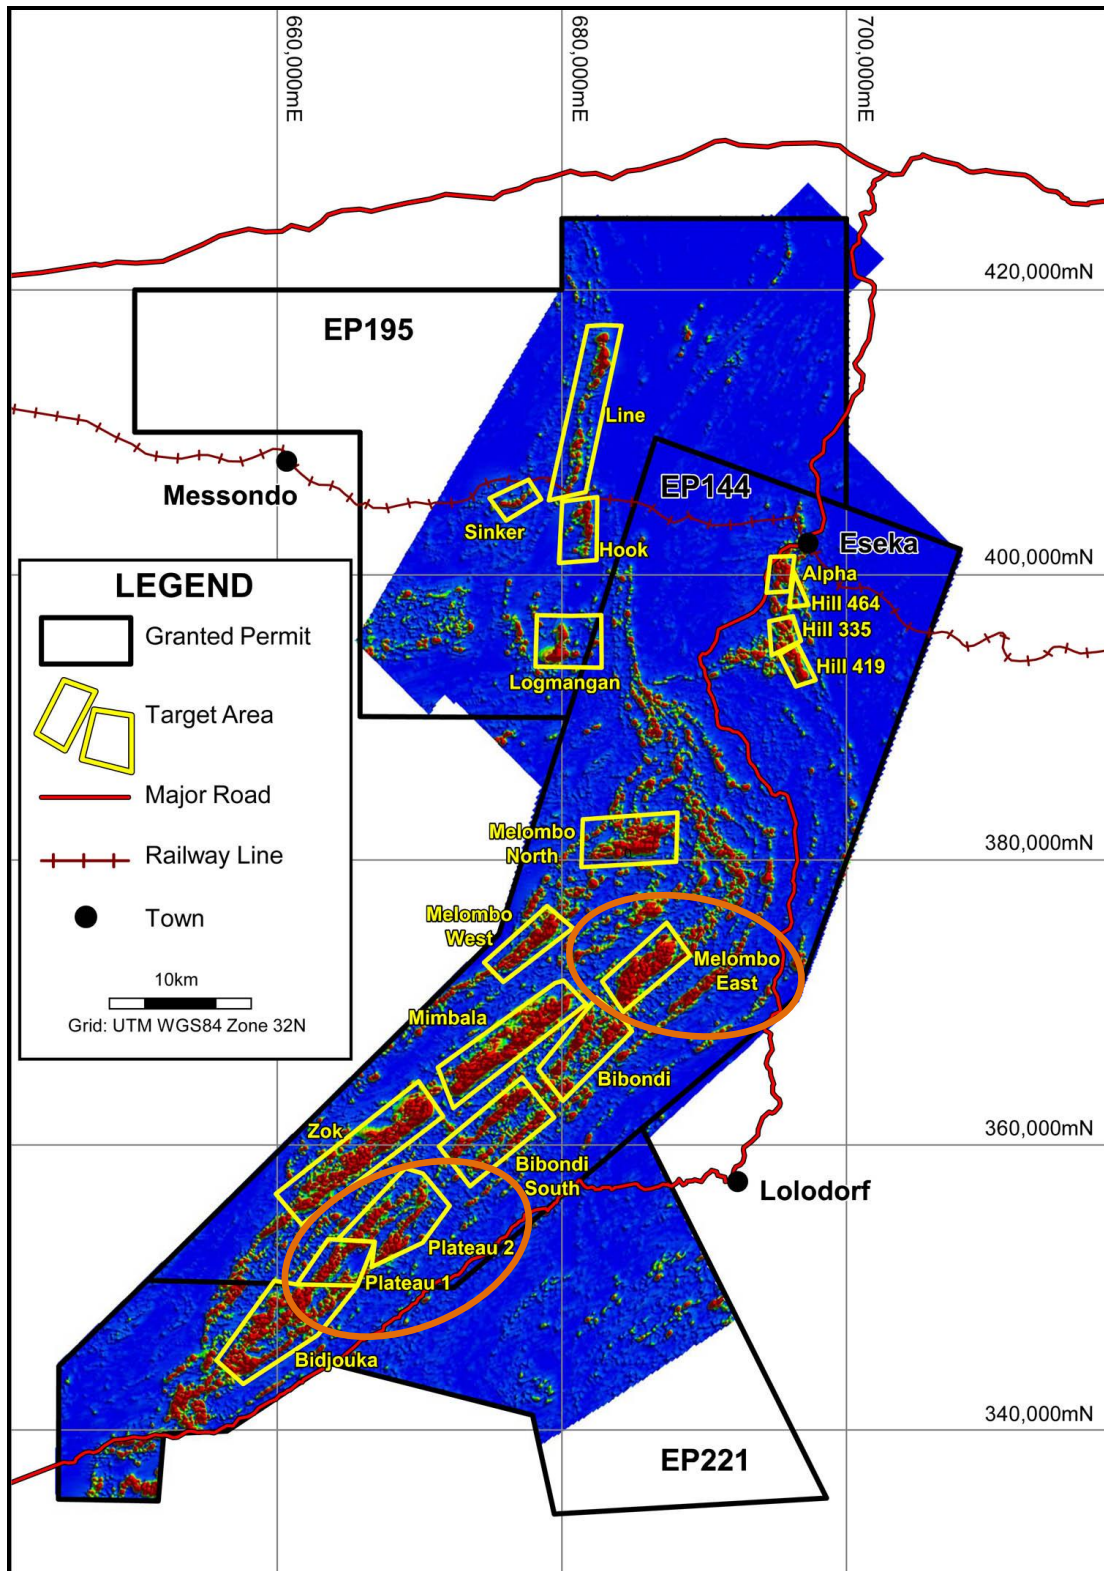 660,000mE
680,000mE
700,000mE
420,000mN
EP195
Line
Messondo
EP144
Sinker
Hook
Eseka
400,000mN
Alpha
Hill 464
Hill 335
Hill 419
Logmangan
LEGEND
Granted Permit
Target Area
Major Road
Railway Line
Town
10km
Grid: UTM WGS84 Zone 32N
Melombo
North
380,000mN
Melombo
West
Melombo
East
Mimbala
Bibondi
Zok
360,000mN
Bibondi
South
Lolodorf
Plateau 2
Plateau 1
Bidjouka
340,000mN
EP221